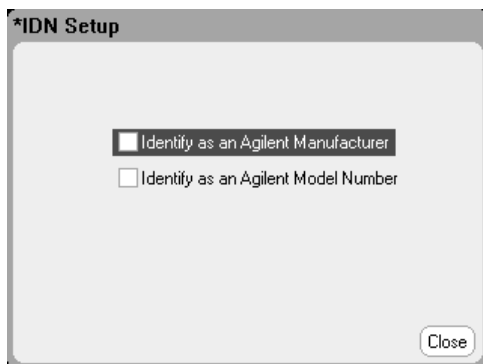 *IDN Setup
Identify as an Agilent Manufacturer
Identify as an Agilent Model Number
Close